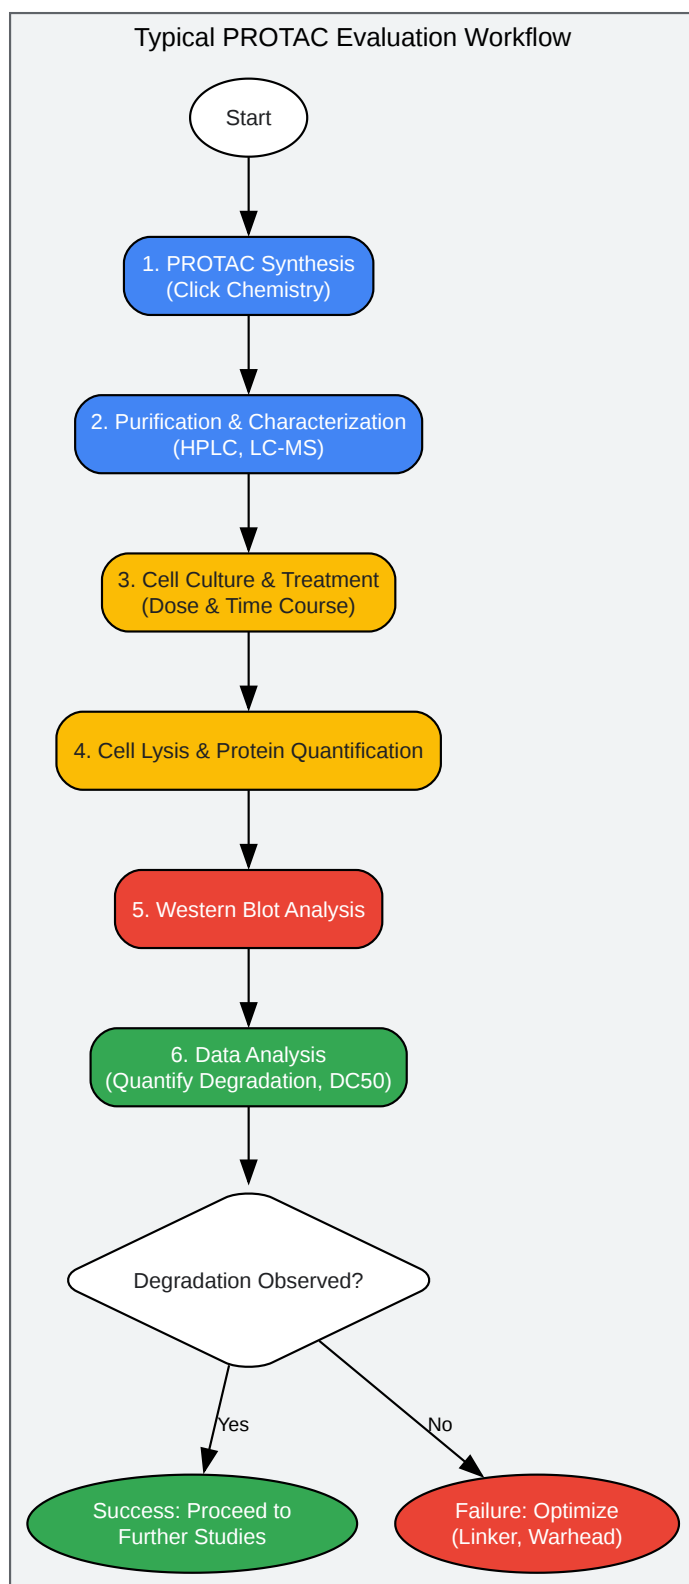 Typical PROTAC Evaluation Workflow
Start
1. PROTAC Synthesis
(Click Chemistry)
2. Purification & Characterization
(HPLC, LC-MS)
3. Cell Culture & Treatment
(Dose & Time Course)
4. Cell Lysis & Protein Quantification
5. Western Blot Analysis
6. Data Analysis
(Quantify Degradation, DC50)
Degradation Observed?
Yes
No
Success: Proceed to
Further Studies
Failure: Optimize
(Linker, Warhead)